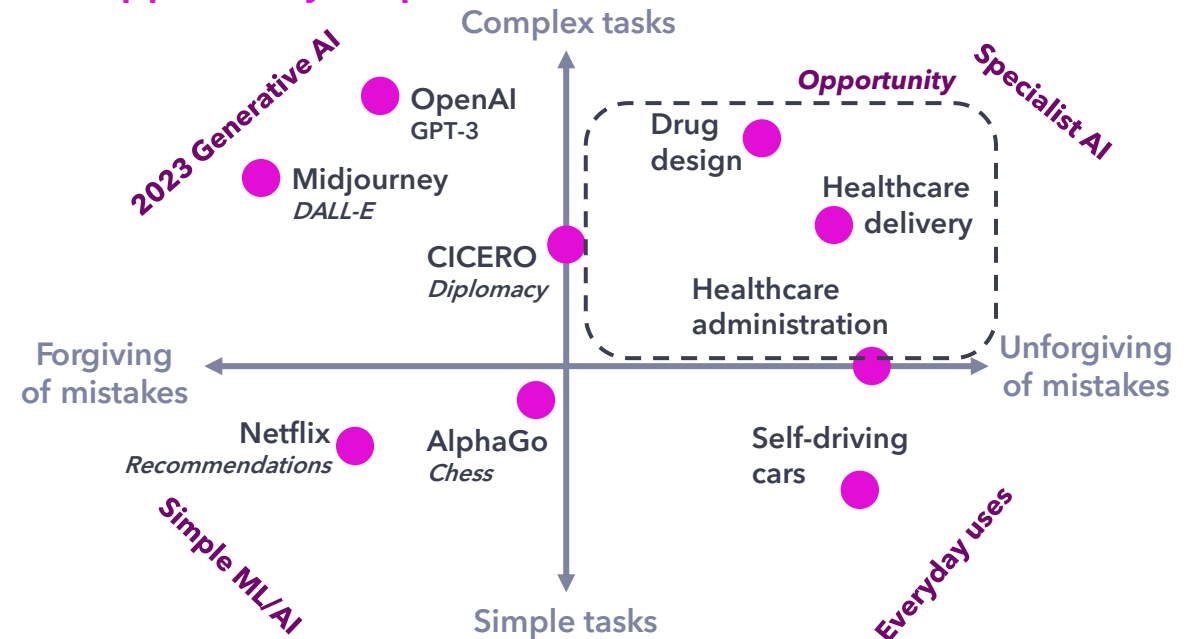 Complex tasks
2023 Generative AI
OpenAI
GPT-3
Midjourney
DALL-E
CICERO
Diplomacy
Opportunity
Specialist AI
Drug
design
Healthcare
delivery
Healthcare
administration
Forgiving
of mistakes
Unforgiving
of mistakes
Netflix
Recommendations
AlphaGo
Chess
Self-driving
cars
Simple ML/AI
Everyday uses
Simple tasks